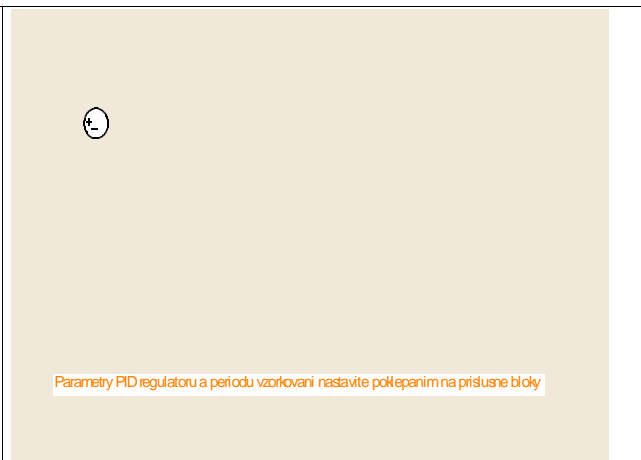 +
−
Parametry PID regulatoru a periodu vzorkovani nastavite poklepanim na prislusne bloky